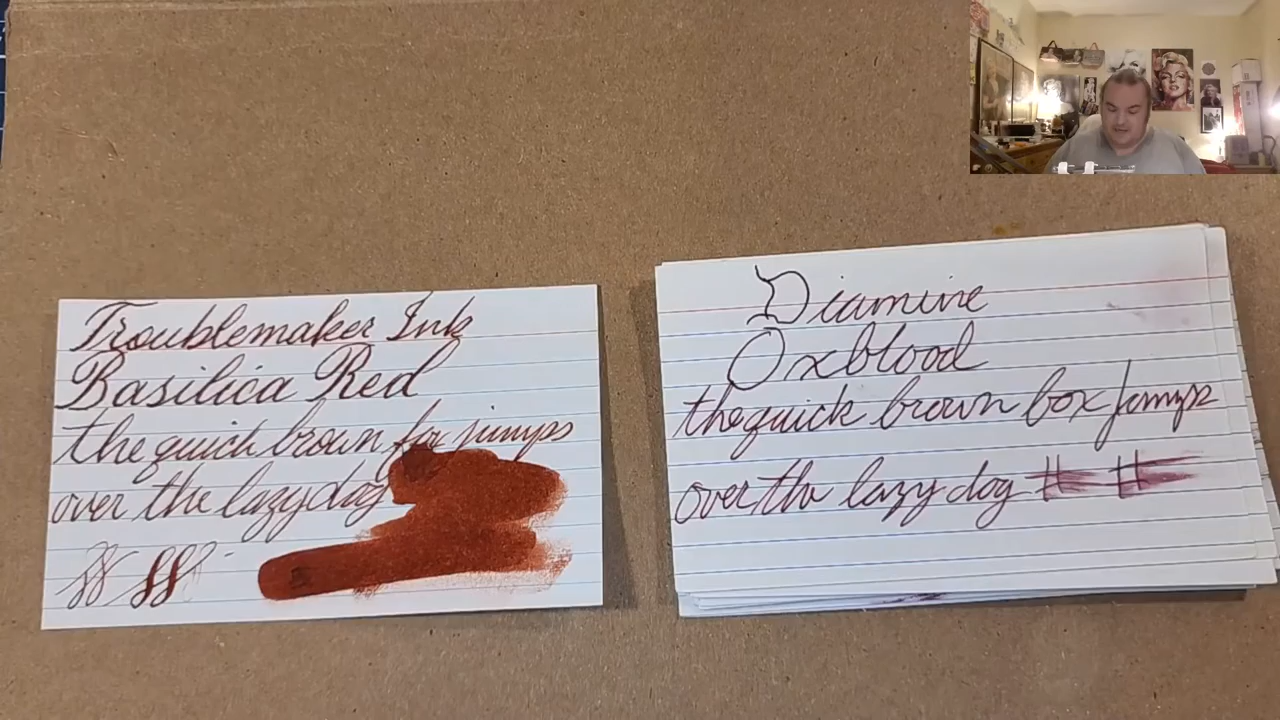 Troublemaker Ink
Basilica Red
the quick brown fox jumps
over the lazy dog
Diamine
Oxblood
the quick brown box jumps
over the lazy dog